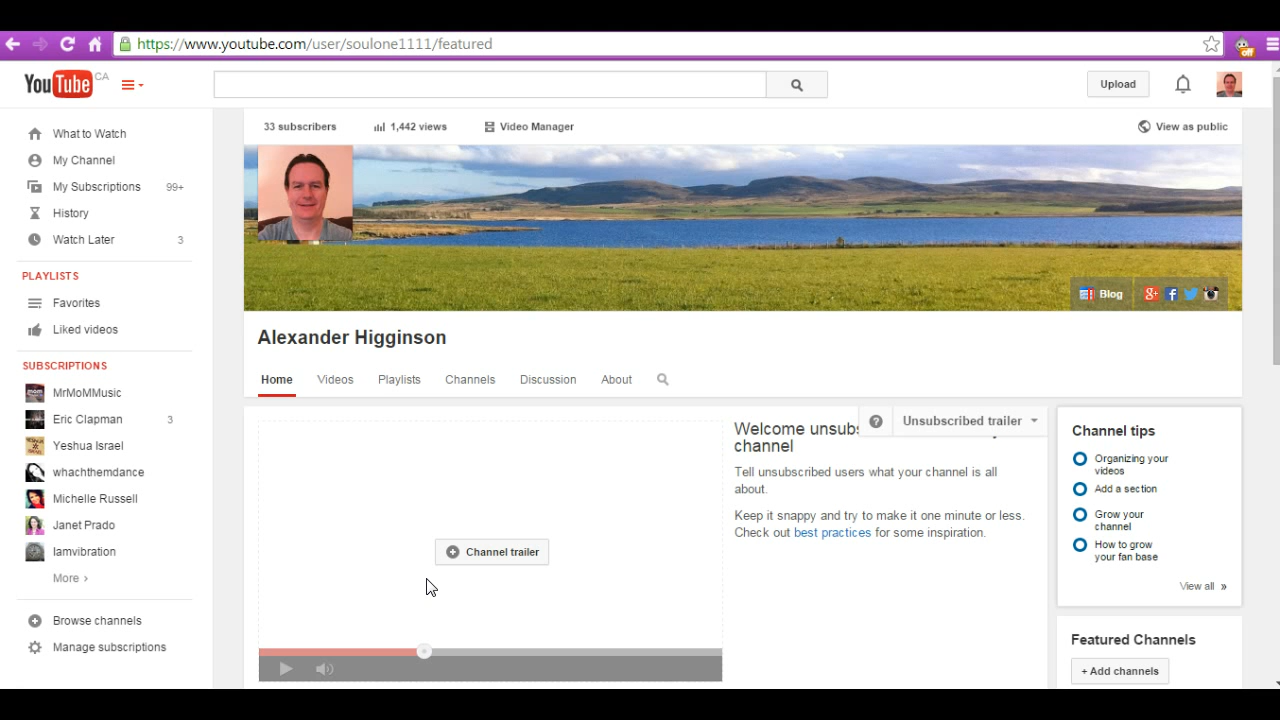 https://www.youtube.com/user/soulone1111/featured
off
YouTube CA
Upload
What to Watch
My Channel
My Subscriptions 99+
History
Watch Later 3
PLAYLISTS
Favorites
Liked videos
SUBSCRIPTIONS
MrMoMMusic
Eric Clapman 3
Yeshua Israel
whachthemdance
Michelle Russell
Janet Prado
Iamvibration
More ›
Browse channels
Manage subscriptions
33 subscribers 1,442 views Video Manager View as public
Blog
Alexander Higginson
Home Videos Playlists Channels Discussion About
Channel trailer
Unsubscribed trailer
Welcome
channel
Tell unsubscribed users what your channel is all
about.
Keep it snappy and try to make it one minute or less.
Check out best practices for some inspiration.
Channel tips
Organizing your
videos
Add a section
Grow your
channel
How to grow
your fan base
View all »
Featured Channels
+ Add channels